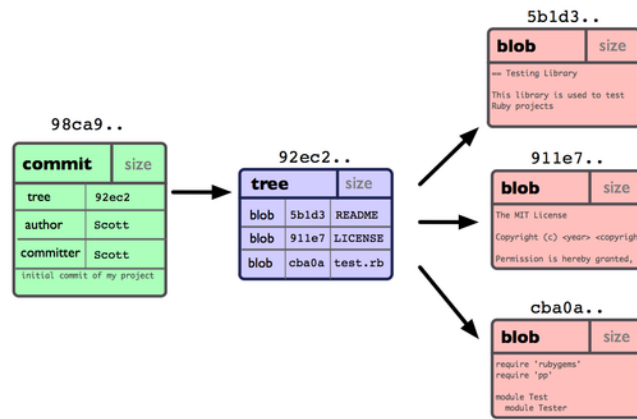 98ca9..
commit size
tree 92ec2
author Scott
committer Scott
initial commit of my project
92ec2..
tree size
blob 5b1d3 README
blob 911e7 LICENSE
blob cba0a test.rb
5b1d3..
blob size
== Testing Library
This library is used to test
Ruby projects
911e7..
blob size
The MIT License
Copyright (c) <year> <copyrigh
Permission is hereby granted,
cba0a..
blob size
require 'rubygems'
require 'pp'
module Test
module Tester